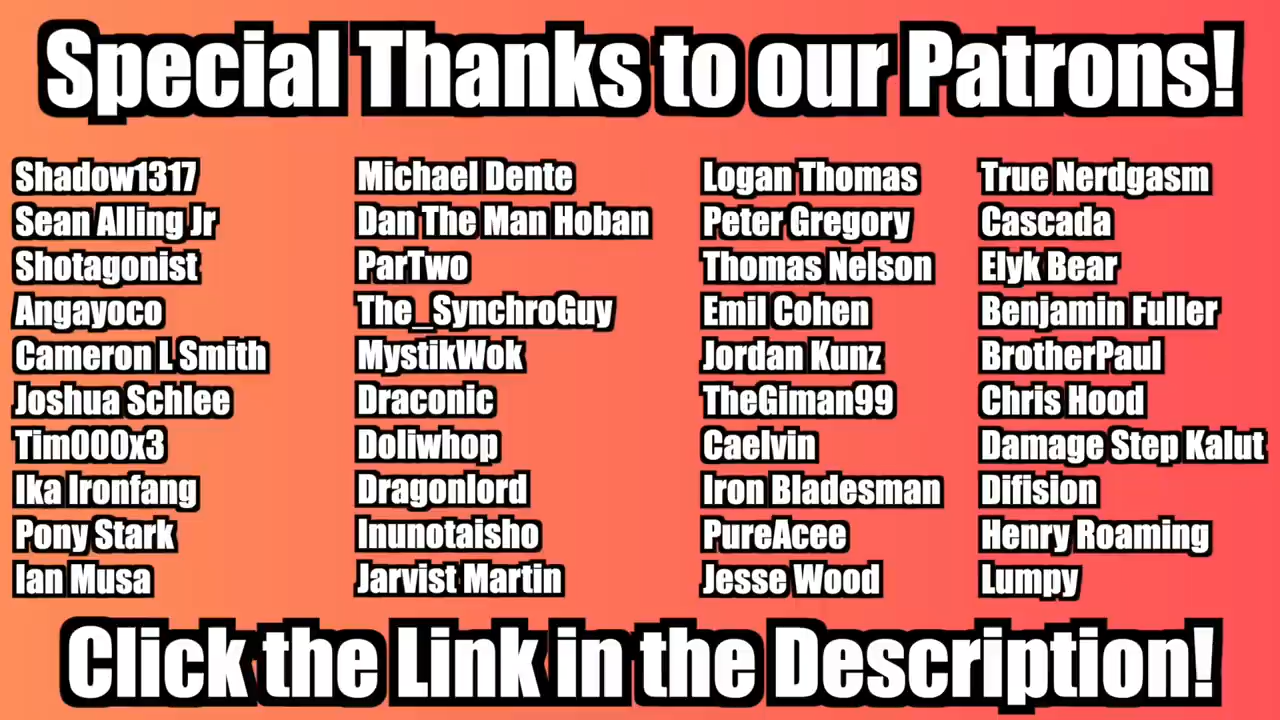 Special Thanks to our Patrons!
Shadow1317
Sean Alling Jr
Shotagonist
Angayoco
Cameron L Smith
Joshua Schlee
Tim000x3
Ika Ironfang
Pony Stark
Ian Musa
Michael Dente
Dan The Man Hoban
ParTwo
The_SynchroGuy
MystikWok
Draconic
Doliwhop
Dragonlord
Inunotaisho
Jarvist Martin
Logan Thomas
Peter Gregory
Thomas Nelson
Emil Cohen
Jordan Kunz
TheGiman99
Caelvin
Iron Bladesman
PureAcee
Jesse Wood
True Nerdgasm
Cascada
Elyk Bear
Benjamin Fuller
BrotherPaul
Chris Hood
Damage Step Kalut
Difision
Henry Roaming
Lumpy
Click the Link in the Description!